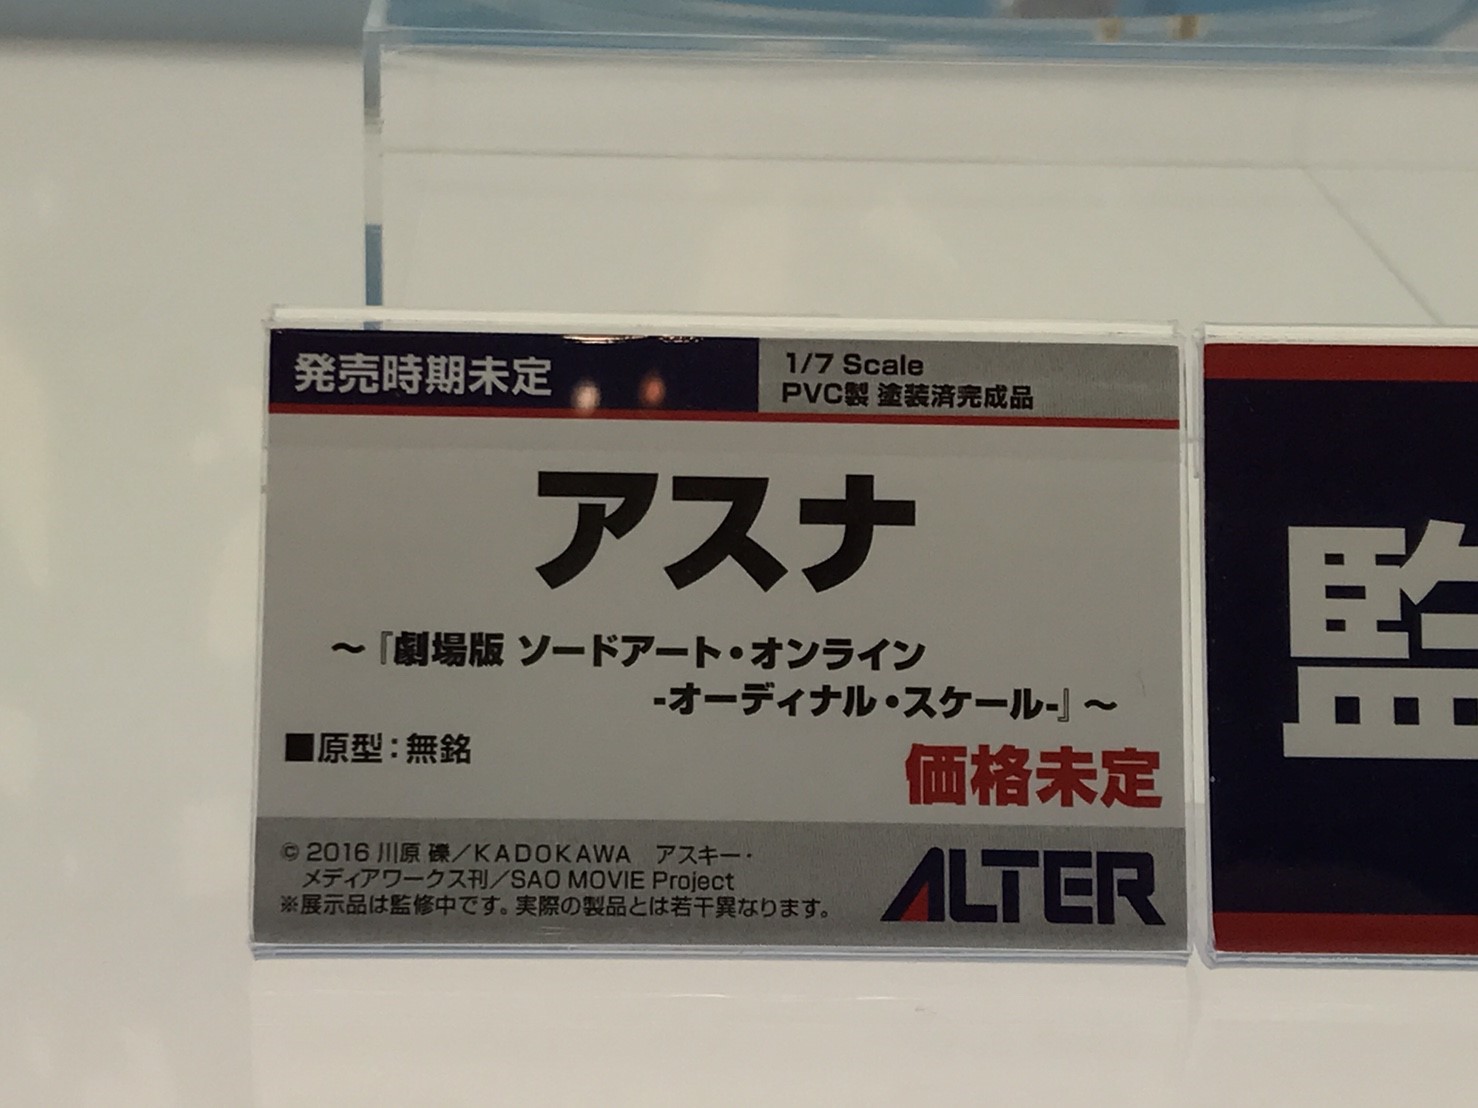 発売時期未定
1/7 Scale
PVC製 塗装済完成品
アスナ
～『劇場版 ソードアート・オンライン
-オーディナル・スケール-』～
■原型：無銘
価格未定
© 2016 川原 礫／KADOKAWA アスキー・
メディアワークス刊／SAO MOVIE Project
※展示品は監修中です。実際の製品とは若干異なります。
ALTER
監